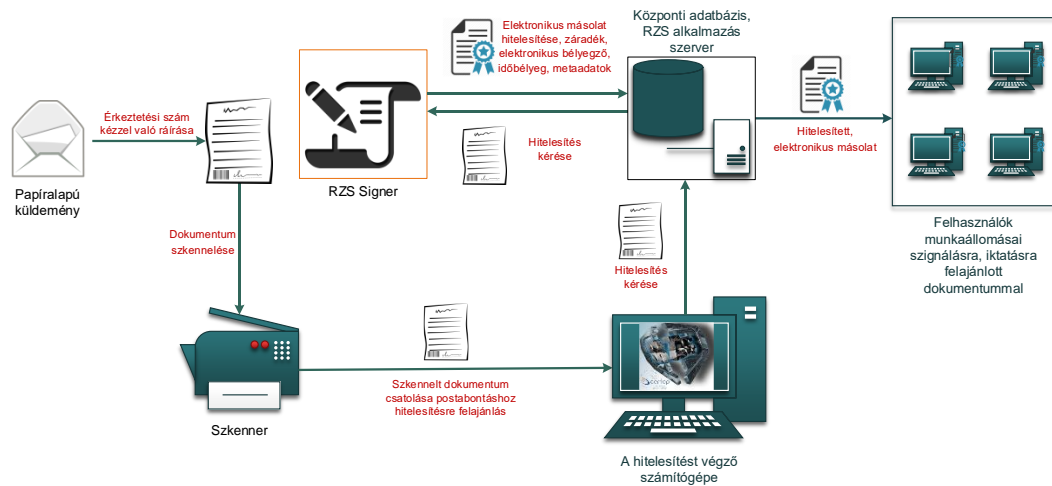 Elektronikus másolat
hitelesítése, záradék,
elektronikus bélyegző,
időbélyeg, metaadatok
Központi adatbázis,
RZS alkalmazás
szerver
Érkeztetési szám
kézzel való ráírása
Hitelesítés
kérése
Hitelesített,
elektronikus másolat
Papíralapú
küldemény
RZS Signer
Dokumentum
szkennelése
Hitelesítés
kérése
Felhasználók
munkaállomásai
szignálásra, iktatásra
felajánlott
dokumentummal
Szkennelt dokumentum
csatolása postabontáshoz
hitelesítésre felajánlás
Szkenner
A hitelesítést végző
számítógépe